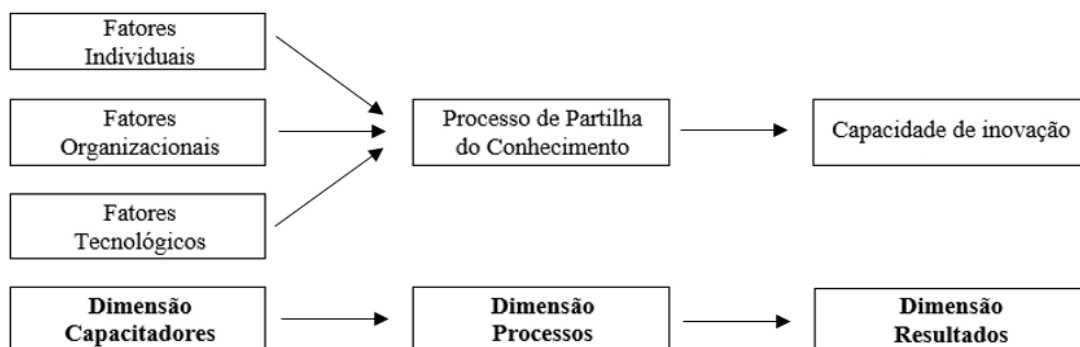 Fatores
Individuais
Fatores
Organizacionais
Processo de Partilha
do Conhecimento
Capacidade de inovação
Fatores
Tecnológicos
Dimensão
Capacitadores
Dimensão
Processos
Dimensão
Resultados